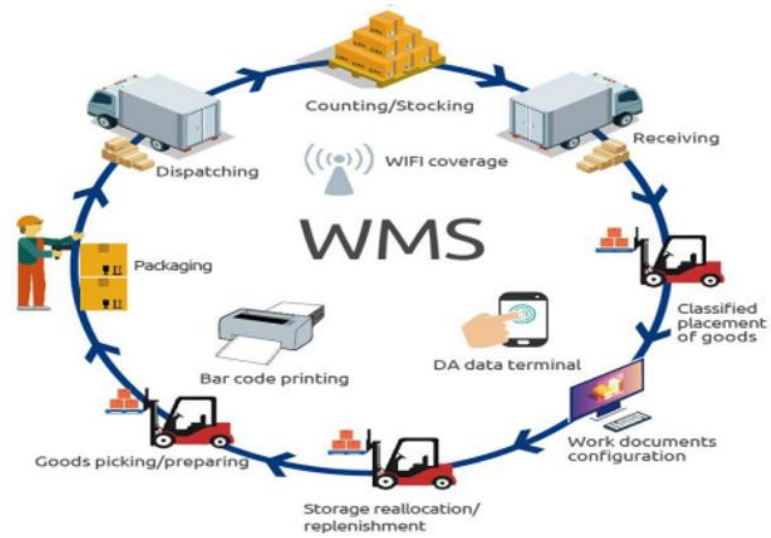 Counting/Stocking
Receiving
Dispatching
WIFI coverage
WMS
Packaging
Classified
placement
of goods
Bar code printing
DA data terminal
Work documents
configuration
Goods picking/preparing
Storage reallocation/
replenishment